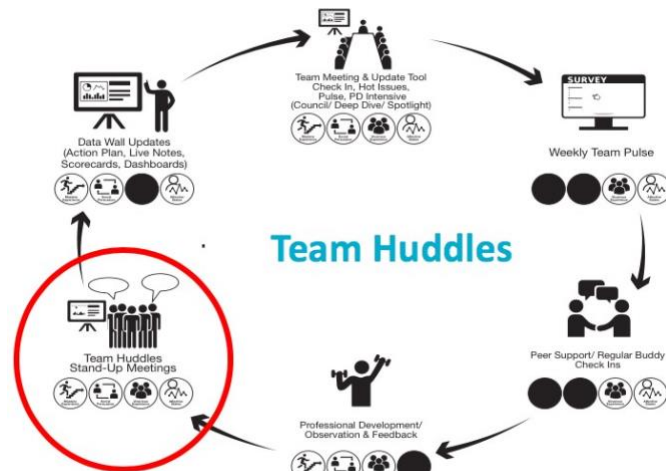 Team Meeting & Update Tool
Check In, Hot Issues,
Pulse, PD Intensive
(Council/ Deep Dive/ Spotlight)
SURVEY
Weekly Team Pulse
Data Wall Updates
(Action Plan, Live Notes,
Scorecards, Dashboards)
Team Huddles
Team Huddles
Stand-Up Meetings
Peer Support/ Regular Buddy
Check Ins
Professional Development/
Observation & Feedback